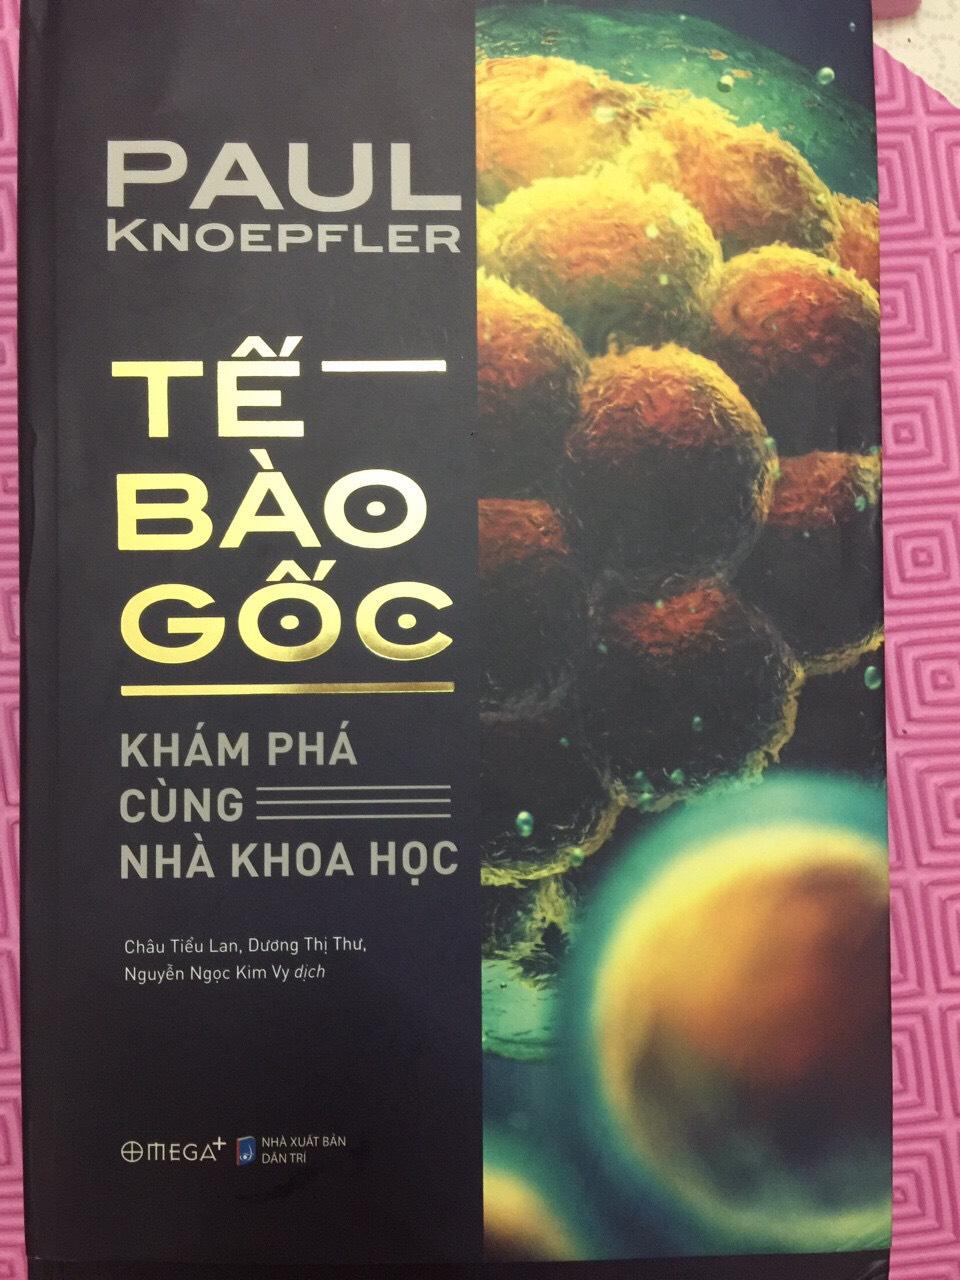 PAUL
KNOEPFLER
TẾ
BÀO
GỐC
KHÁM PHÁ
CÙNG
NHÀ KHOA HỌC
Châu Tiểu Lan, Dương Thị Thư,
Nguyễn Ngọc Kim Vy dịch
OMEGA+
NHÀ XUẤT BẢN
DÂN TRÍ